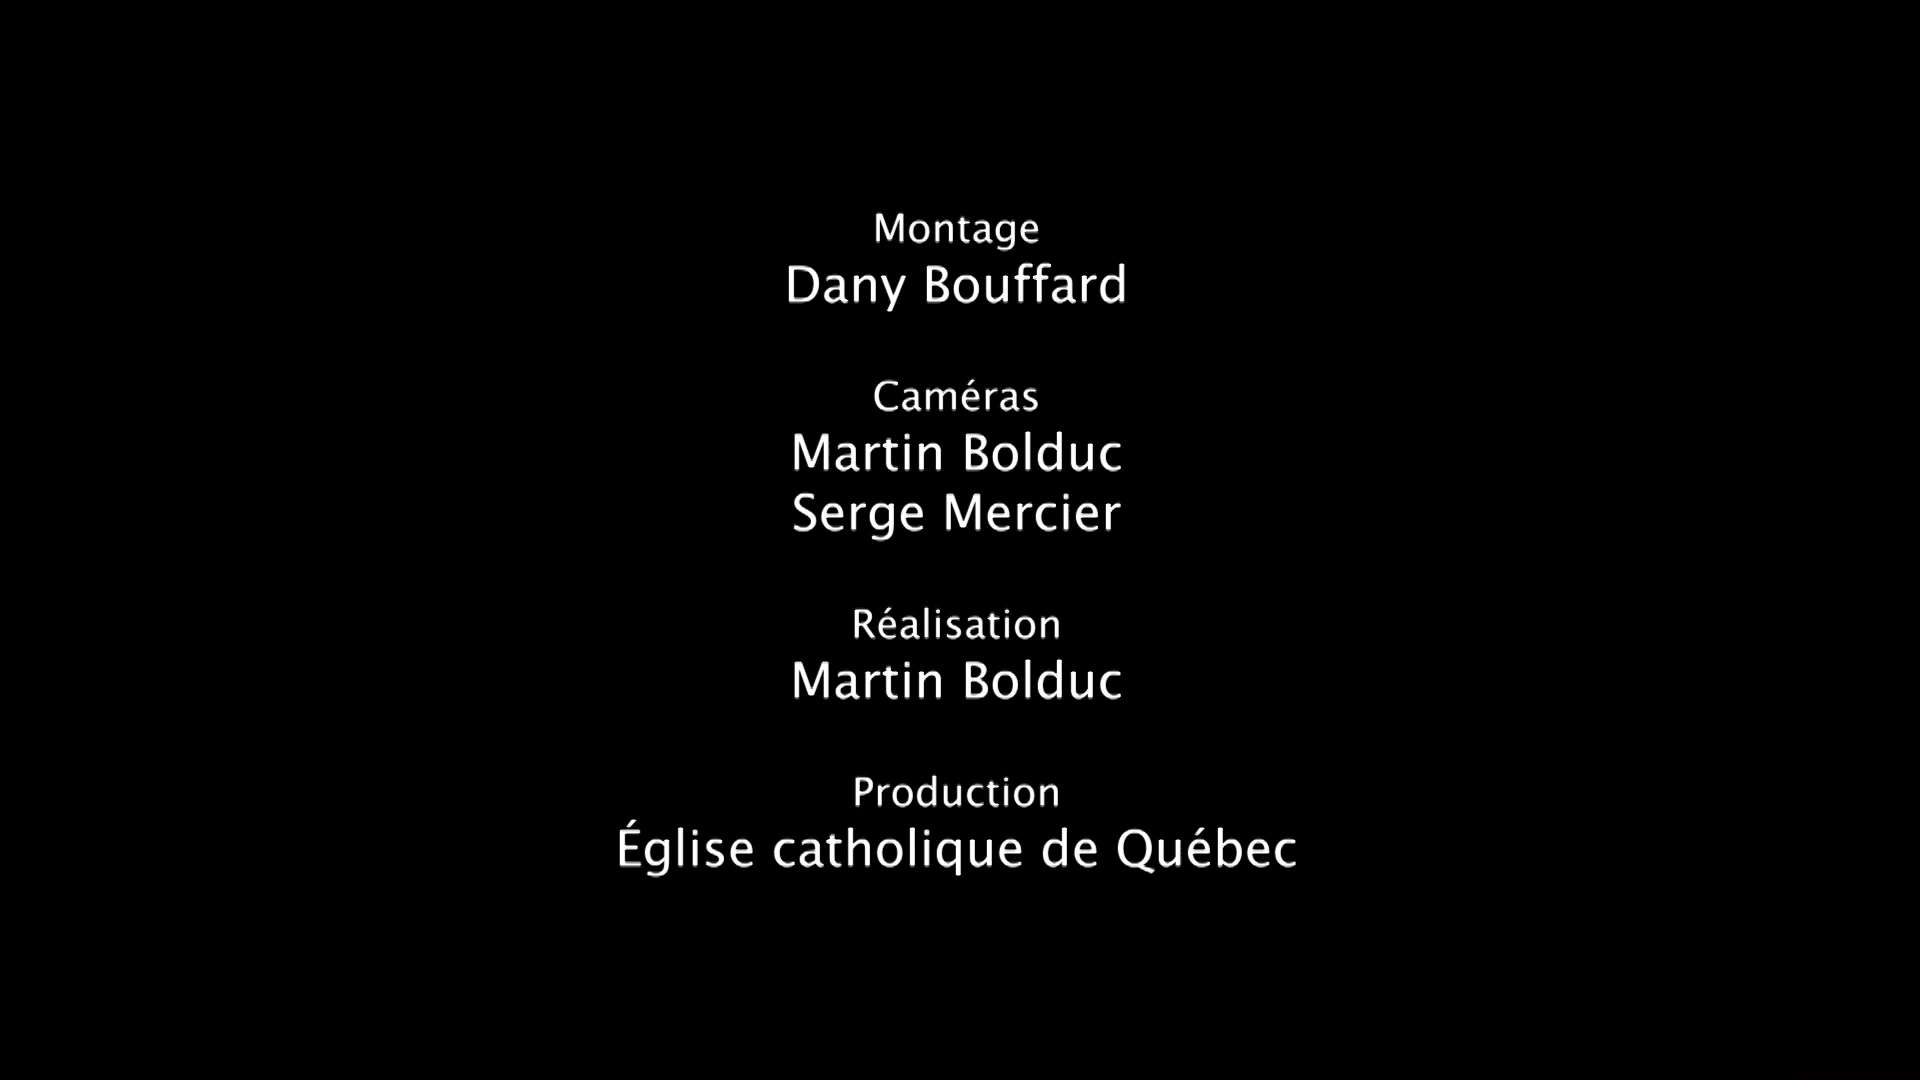 Montage
Dany Bouffard
Caméras
Martin Bolduc
Serge Mercier
Réalisation
Martin Bolduc
Production
Église catholique de Québec